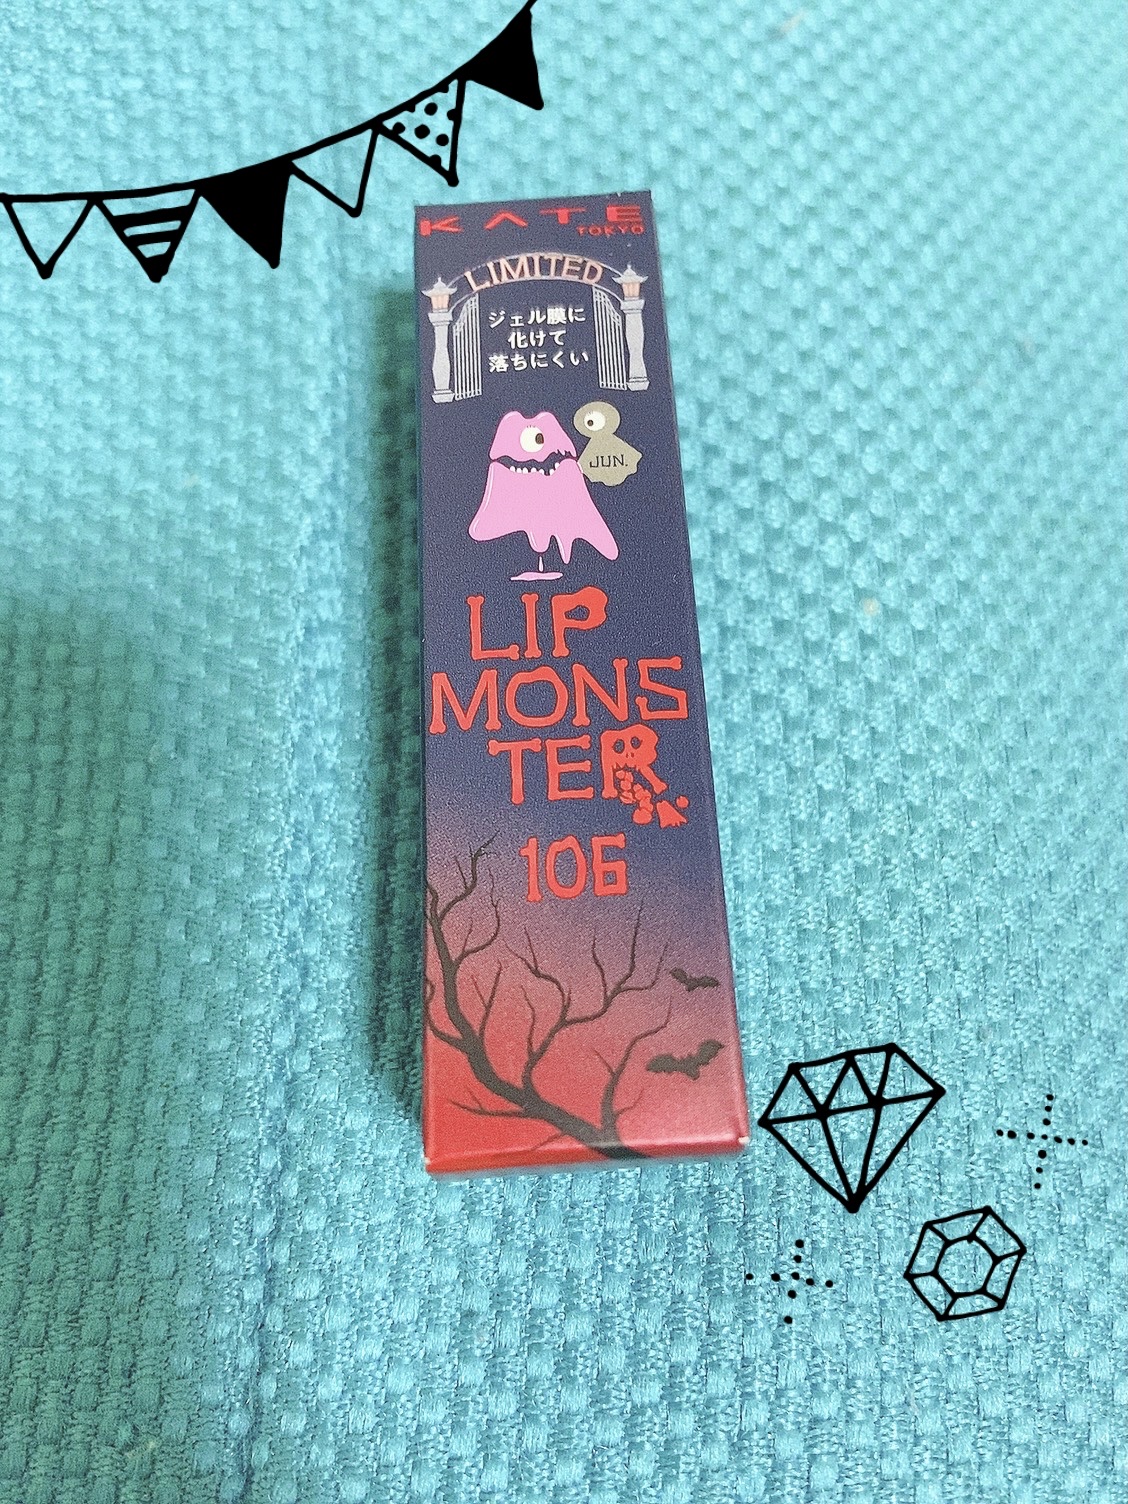 KATE
TOKYO
LIMITED
ジェル膜に
化けて
落ちにくい
JUN.
LIP
MONS
TER
106